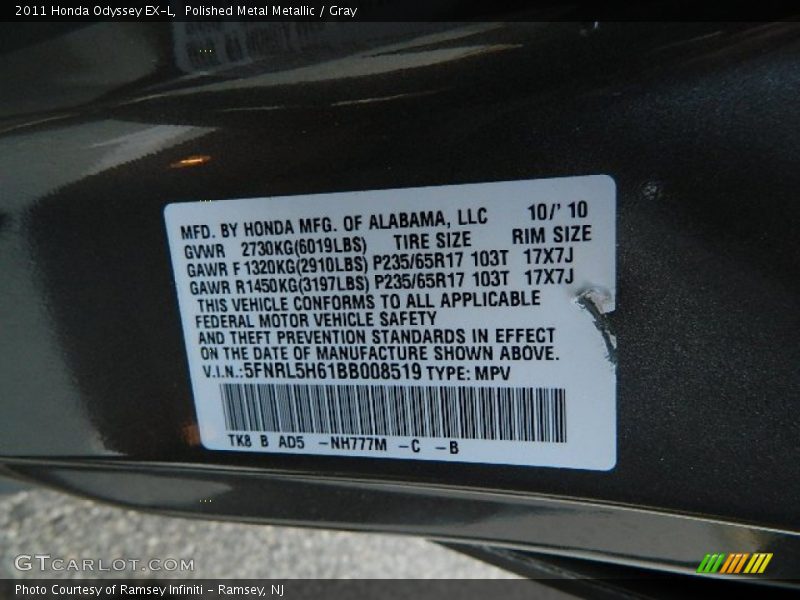 2011 Honda Odyssey EX-L, Polished Metal Metallic / Gray
MFD. BY HONDA MFG. OF ALABAMA, LLC 10/' 10
GVWR 2730KG(6019LBS) TIRE SIZE RIM SIZE
GAWR F 1320KG(2910LBS) P235/65R17 103T 17X7J
GAWR R1450KG(3197LBS) P235/65R17 103T 17X7J
THIS VEHICLE CONFORMS TO ALL APPLICABLE
FEDERAL MOTOR VEHICLE SAFETY
AND THEFT PREVENTION STANDARDS IN EFFECT
ON THE DATE OF MANUFACTURE SHOWN ABOVE.
V.I.N.:5FNRL5H61BB008519 TYPE: MPV
TK8 B AD5 -NH777M -C -B
GTCARLOT.COM
Photo Courtesy of Ramsey Infiniti - Ramsey, NJ